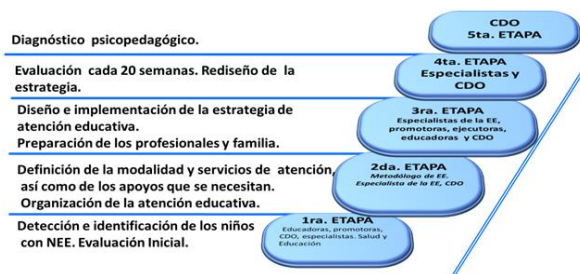 CDO
5ta. ETAPA
Diagnóstico psicopedagógico.
4ta. ETAPA
Especialistas y
CDO
Evaluación cada 20 semanas. Rediseño de la
estrategia.
3ra. ETAPA
Especialistas de la EE,
promotoras, ejecutoras,
educadoras y CDO
Diseño e implementación de la estrategia de
atención educativa.
Preparación de los profesionales y familia.
2da. ETAPA
Metodólogo de EE.
Especialista de la EE, CDO
Definición de la modalidad y servicios de atención,
así como de los apoyos que se necesitan.
Organización de la atención educativa.
1ra. ETAPA
Educadoras, promotoras,
CDO, especialistas. Salud y
Educación
Detección e identificación de los niños
con NEE. Evaluación Inicial.